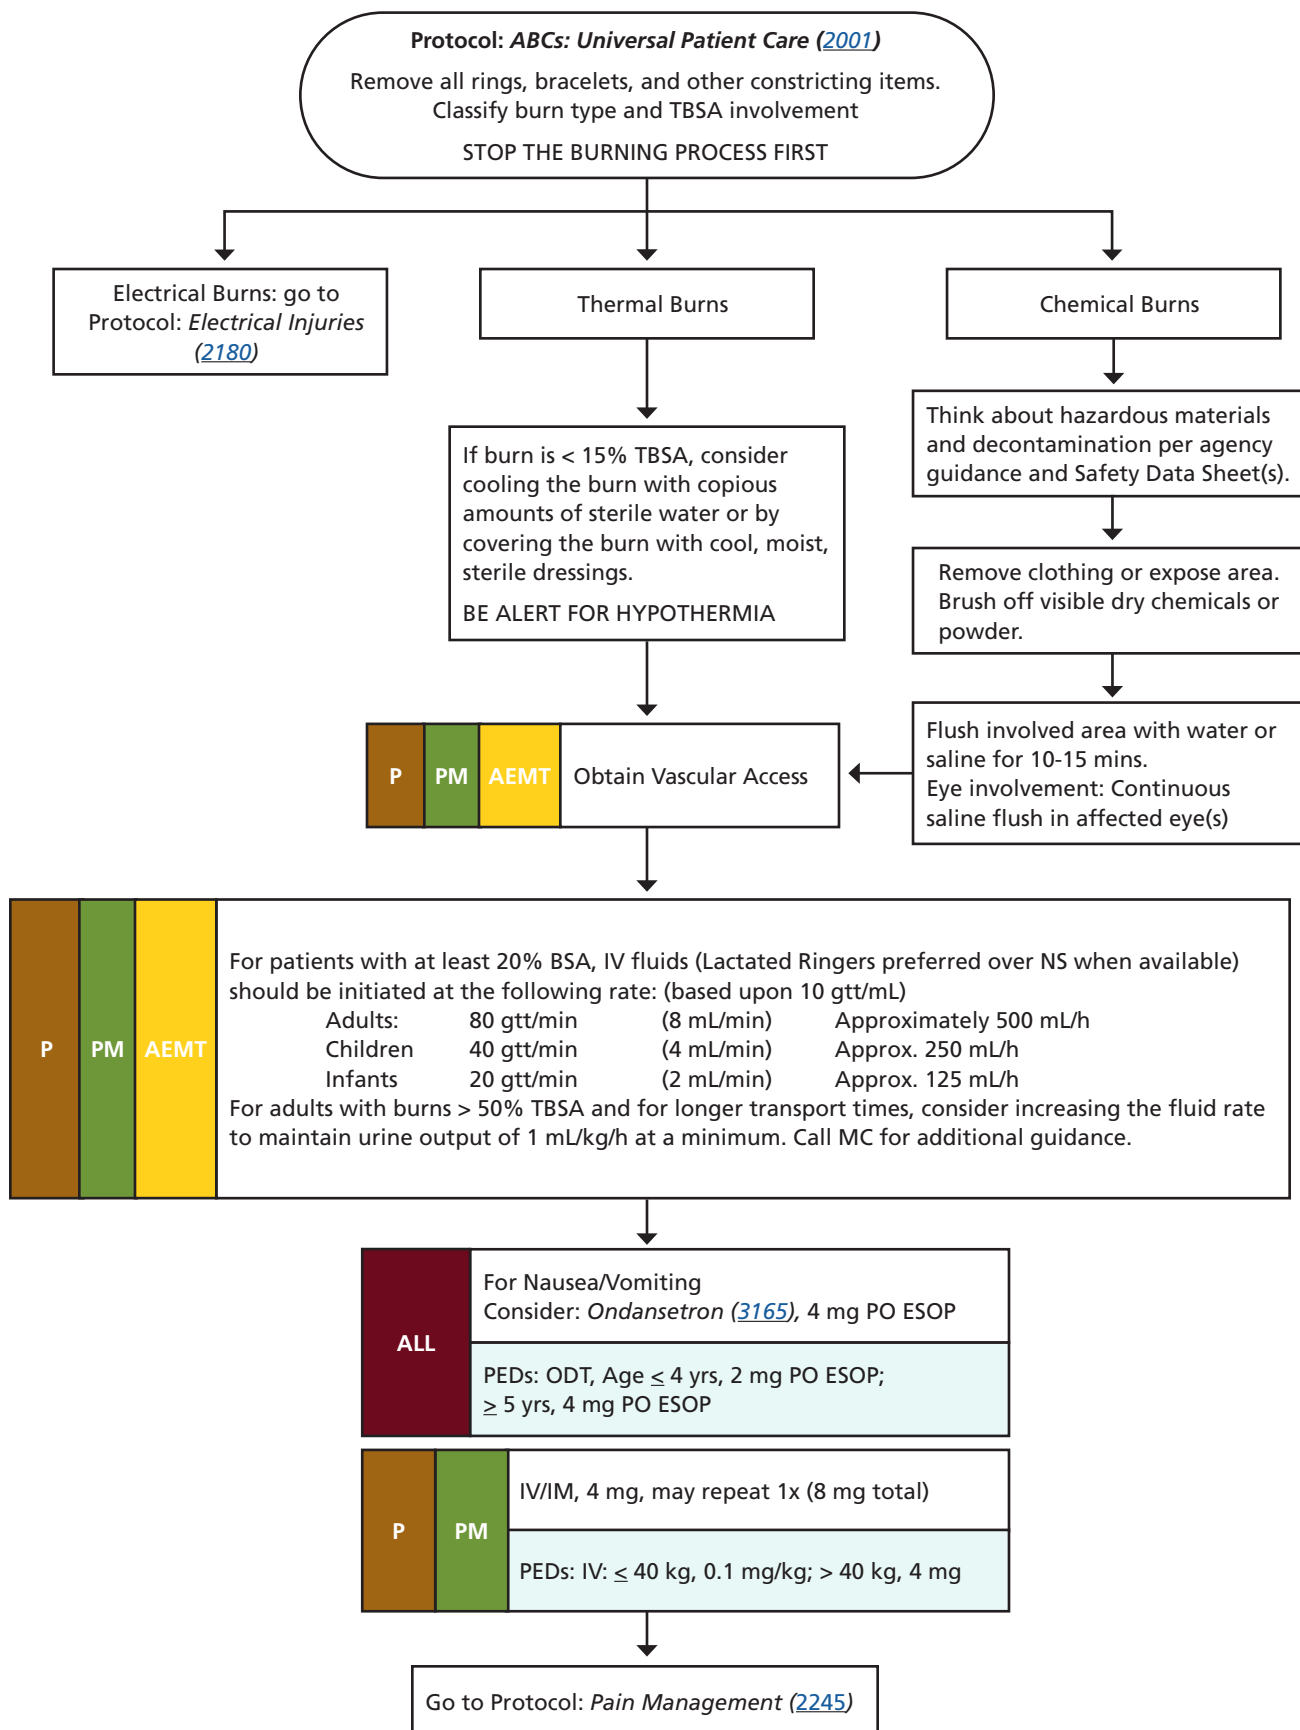 Protocol: ABCs: Universal Patient Care (2001)
Remove all rings, bracelets, and other constricting items.
Classify burn type and TBSA involvement
STOP THE BURNING PROCESS FIRST
Electrical Burns: go to
Protocol: Electrical Injuries
(2180)
Thermal Burns
Chemical Burns
If burn is < 15% TBSA, consider
cooling the burn with copious
amounts of sterile water or by
covering the burn with cool, moist,
sterile dressings.
BE ALERT FOR HYPOTHERMIA
Think about hazardous materials
and decontamination per agency
guidance and Safety Data Sheet(s).
Remove clothing or expose area.
Brush off visible dry chemicals or
powder.
Flush involved area with water or
saline for 10-15 mins.
Eye involvement: Continuous
saline flush in affected eye(s)
P PM AEMT Obtain Vascular Access
P PM AEMT
For patients with at least 20% BSA, IV fluids (Lactated Ringers preferred over NS when available)
should be initiated at the following rate: (based upon 10 gtt/mL)
Adults: 80 gtt/min (8 mL/min) Approximately 500 mL/h
Children 40 gtt/min (4 mL/min) Approx. 250 mL/h
Infants 20 gtt/min (2 mL/min) Approx. 125 mL/h
For adults with burns > 50% TBSA and for longer transport times, consider increasing the fluid rate
to maintain urine output of 1 mL/kg/h at a minimum. Call MC for additional guidance.
ALL
For Nausea/Vomiting
Consider: Ondansetron (3165), 4 mg PO ESOP
PEDs: ODT, Age ≤ 4 yrs, 2 mg PO ESOP;
≥ 5 yrs, 4 mg PO ESOP
P PM
IV/IM, 4 mg, may repeat 1x (8 mg total)
PEDs: IV: ≤ 40 kg, 0.1 mg/kg; > 40 kg, 4 mg
Go to Protocol: Pain Management (2245)